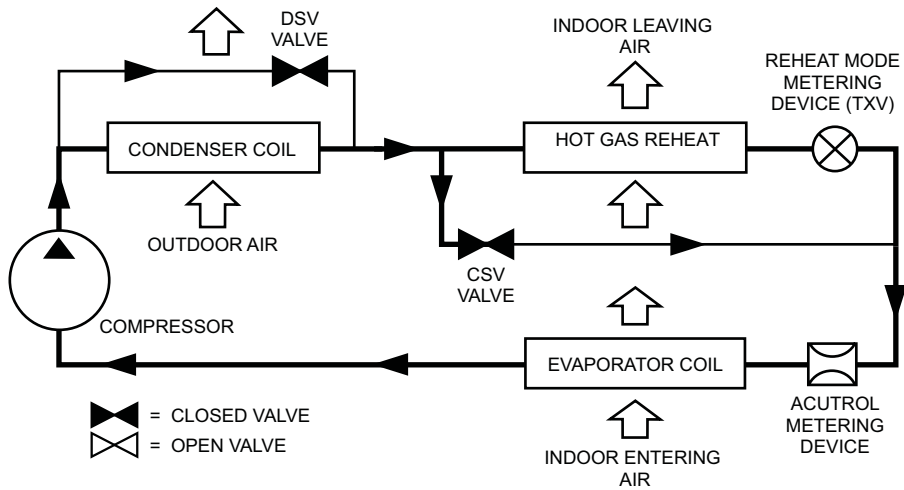 DSV
VALVE
INDOOR LEAVING
AIR
REHEAT MODE
METERING
DEVICE (TXV)
CONDENSER COIL
HOT GAS REHEAT
OUTDOOR AIR
CSV
VALVE
COMPRESSOR
EVAPORATOR COIL
= CLOSED VALVE
= OPEN VALVE
INDOOR ENTERING
AIR
ACUTROL
METERING
DEVICE